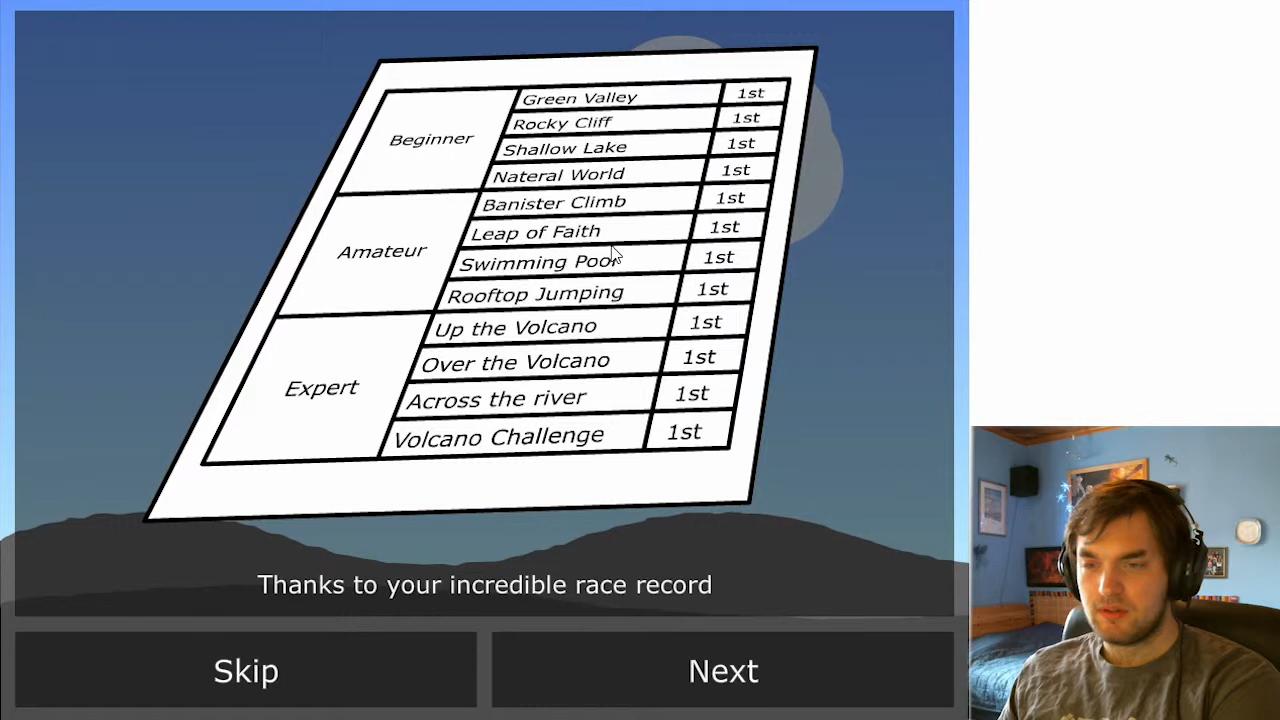 Beginner
Green Valley 1st
Rocky Cliff 1st
Shallow Lake 1st
Nateral World 1st
Amateur
Banister Climb 1st
Leap of Faith 1st
Swimming Pool 1st
Rooftop Jumping 1st
Expert
Up the Volcano 1st
Over the Volcano 1st
Across the river 1st
Volcano Challenge 1st
Thanks to your incredible race record
Skip Next